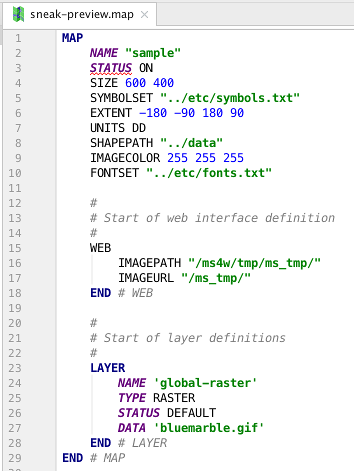 sneak-preview.map
1 MAP
2 NAME "sample"
3 STATUS ON
4 SIZE 600 400
5 SYMBOLSET "../etc/symbols.txt"
6 EXTENT -180 -90 180 90
7 UNITS DD
8 SHAPEPATH "../data"
9 IMAGECOLOR 255 255 255
10 FONTSET "../etc/fonts.txt"
11
12 #
13 # Start of web interface definition
14 #
15 WEB
16 IMAGEPATH "/ms4w/tmp/ms_tmp/"
17 IMAGEURL "/ms_tmp/"
18 END # WEB
19
20 #
21 # Start of layer definitions
22 #
23 LAYER
24 NAME 'global-raster'
25 TYPE RASTER
26 STATUS DEFAULT
27 DATA 'bluemarble.gif'
28 END # LAYER
29 END # MAP